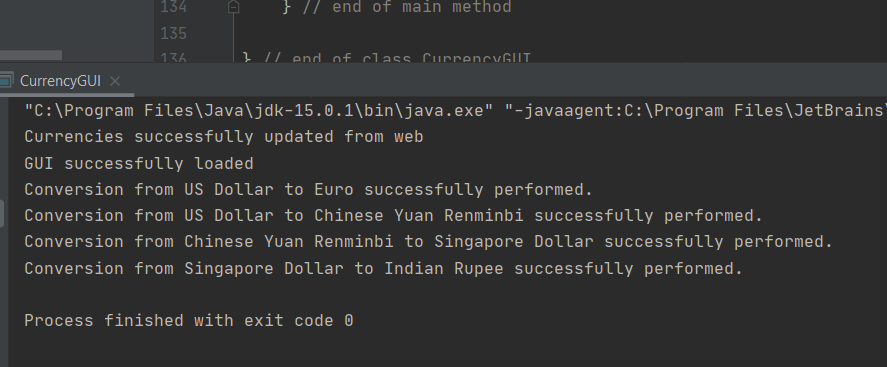 134 } // end of main method
135
136 } // end of class CurrencyGUI
CurrencyGUI
"C:\Program Files\Java\jdk-15.0.1\bin\java.exe" "-javaagent:C:\Program Files\JetBrains\
Currencies successfully updated from web
GUI successfully loaded
Conversion from US Dollar to Euro successfully performed.
Conversion from US Dollar to Chinese Yuan Renminbi successfully performed.
Conversion from Chinese Yuan Renminbi to Singapore Dollar successfully performed.
Conversion from Singapore Dollar to Indian Rupee successfully performed.
Process finished with exit code 0